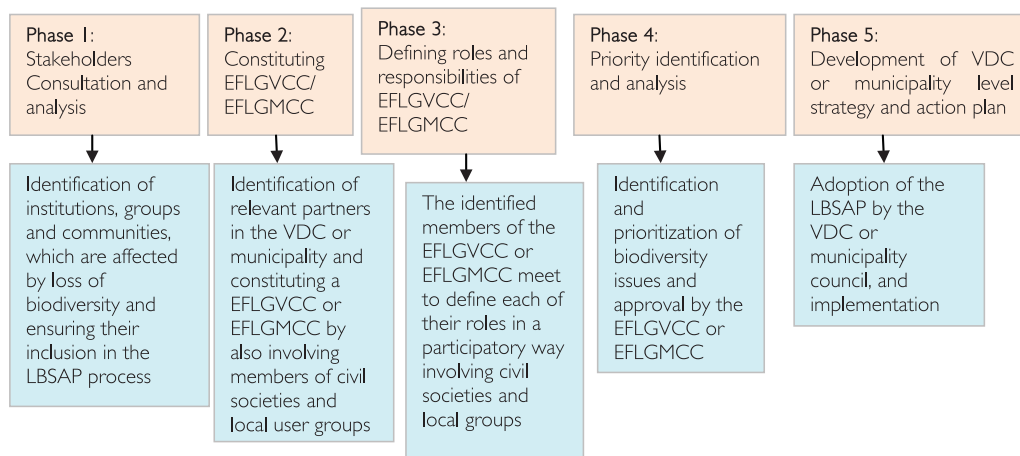 Phase 1:
Stakeholders
Consultation and
analysis
Phase 2:
Constituting
EFLGVCC/
EFLGMCC
Phase 3:
Defining roles and
responsibilities of
EFLGVCC/
EFLGMCC
Phase 4:
Priority identification
and analysis
Phase 5:
Development of VDC
or municipality level
strategy and action plan
Identification of
institutions, groups
and communities,
which are affected
by loss of
biodiversity and
ensuring their
inclusion in the
LBSAP process
Identification of
relevant partners
in the VDC or
municipality and
constituting a
EFLGVCC or
EFLGMCC by
also involving
members of civil
societies and
local user groups
The identified
members of the
EFLGVCC or
EFLGMCC meet
to define each of
their roles in a
participatory way
involving civil
societies and
local groups
Identification
and
prioritization of
biodiversity
issues and
approval by the
EFLGVCC or
EFLGMCC
Adoption of the
LBSAP by the
VDC or
municipality
council, and
implementation